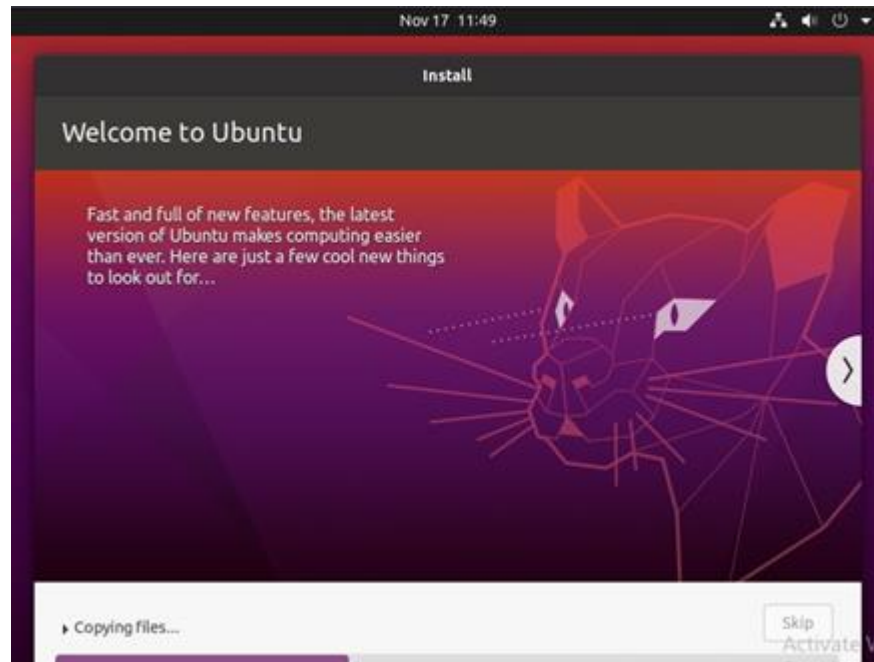 Nov 17 11:49
Install
Welcome to Ubuntu
Fast and full of new features, the latest
version of Ubuntu makes computing easier
than ever. Here are just a few cool new things
to look out for...
Copying files...
Skip
Activate